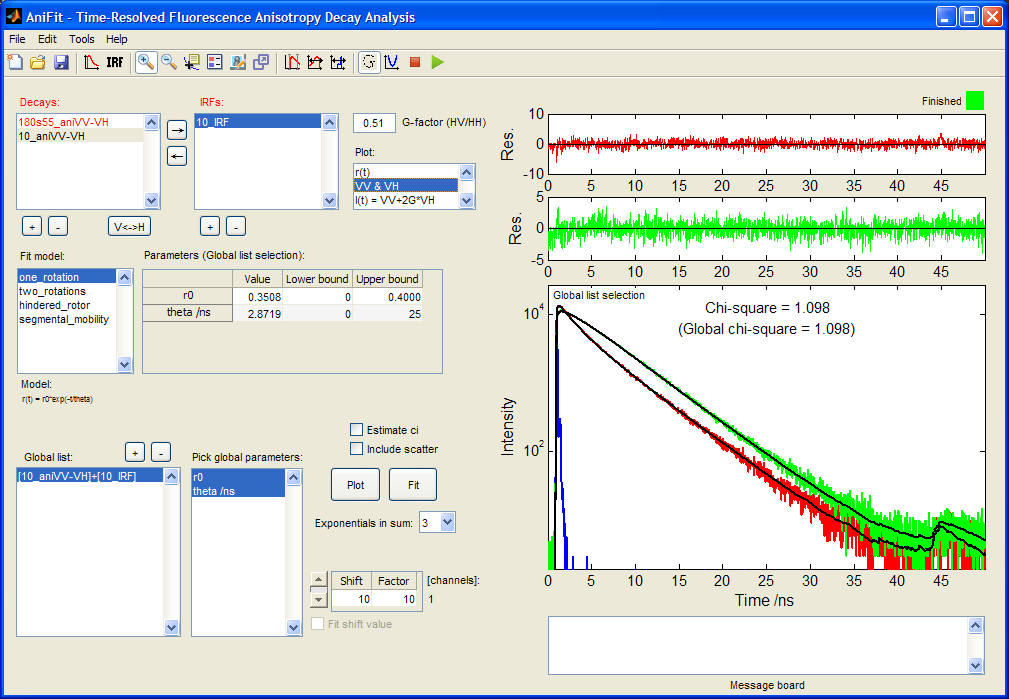 AniFit - Time-Resolved Fluorescence Anisotropy Decay Analysis
File Edit Tools Help
IRF
Decays:
180s55_aniVV-VH
10_aniVV-VH
+ - V<->H
IRFs:
10_IRF
+ -
0.51 G-factor (HV/HH)
Plot:
r(t)
VV & VH
I(t) = VV+2G*VH
Fit model:
one_rotation
two_rotations
hindered_rotor
segmental_mobility
Model:
r(t) = r0*exp(-t/theta)
Parameters (Global list selection):
Value Lower bound Upper bound
r0 0.3508 0 0.4000
theta /ns 2.8719 0 25
Estimate ci
Include scatter
+ -
Global list:
[10_aniVV-VH]+[10_IRF]
Pick global parameters:
r0
theta /ns
Plot Fit
Exponentials in sum: 3
Shift Factor [channels]:
10 10 1
Fit shift value
Finished
Res.
10
0
-10
0 5 10 15 20 25 30 35 40 45
Res.
5
0
-5
0 5 10 15 20 25 30 35 40 45
Global list selection
Chi-square = 1.098
(Global chi-square = 1.098)
Intensity
10^4
10^2
0 5 10 15 20 25 30 35 40 45
Time /ns
Message board